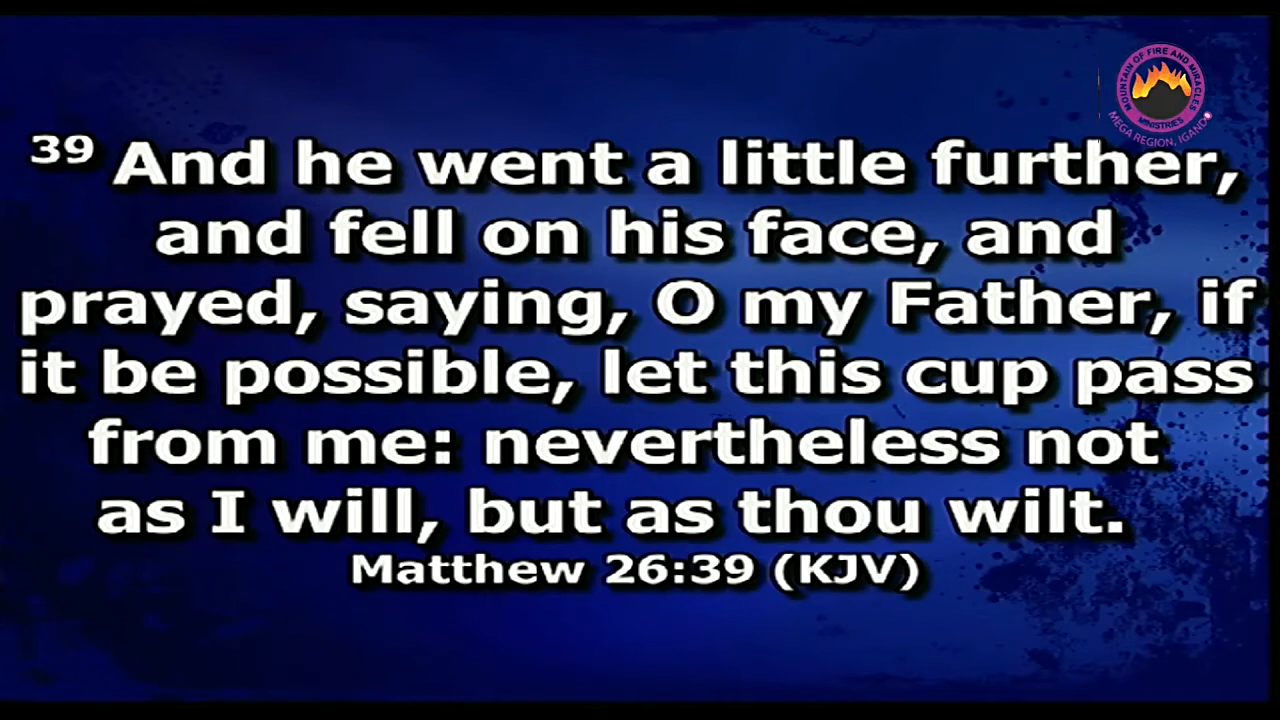 MOUNTAIN OF FIRE AND MIRACLES
MINISTRIES
MEGA REGION, IGANDO
39 And he went a little further,
and fell on his face, and
prayed, saying, O my Father, if
it be possible, let this cup pass
from me: nevertheless not
as I will, but as thou wilt.
Matthew 26:39 (KJV)